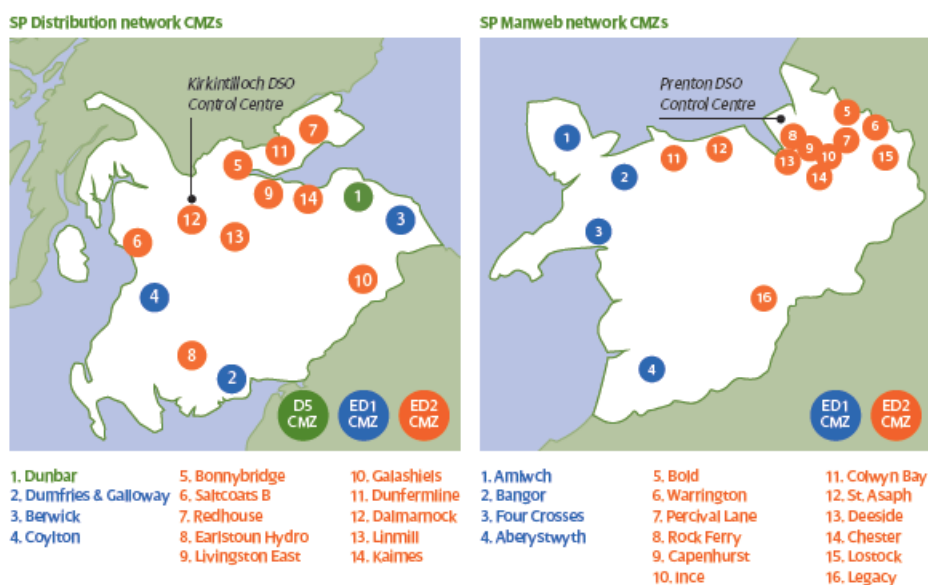 SP Distribution network CMZs
Kirkintilloch DSO
Control Centre
7
11
5
9
14
1
3
12
13
6
10
4
8
2
D5
CMZ
ED1
CMZ
ED2
CMZ
1. Dunbar
2. Dumfries & Galloway
3. Berwick
4. Coylton
5. Bonnybridge
6. Saltcoats B
7. Redhouse
8. Earlstoun Hydro
9. Livingston East
10. Galashiels
11. Dunfermline
12. Dalmarnock
13. Linmill
14. Kaimes
SP Manweb network CMZs
Prenton DSO
Control Centre
5
6
1
8
7
9
12
11
10
15
13
14
2
3
16
4
ED1
CMZ
ED2
CMZ
1. Amlwch
2. Bangor
3. Four Crosses
4. Aberystwyth
5. Bold
6. Warrington
7. Percival Lane
8. Rock Ferry
9. Capenhurst
10. Ince
11. Colwyn Bay
12. St. Asaph
13. Deeside
14. Chester
15. Lostock
16. Legacy